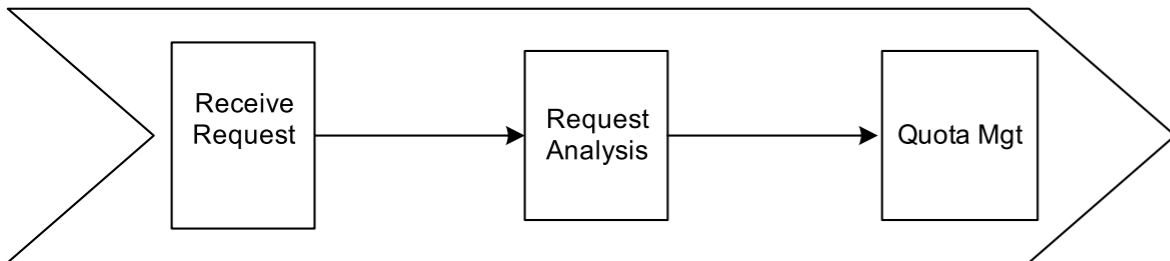 Receive
Request
Request
Analysis
Quota Mgt